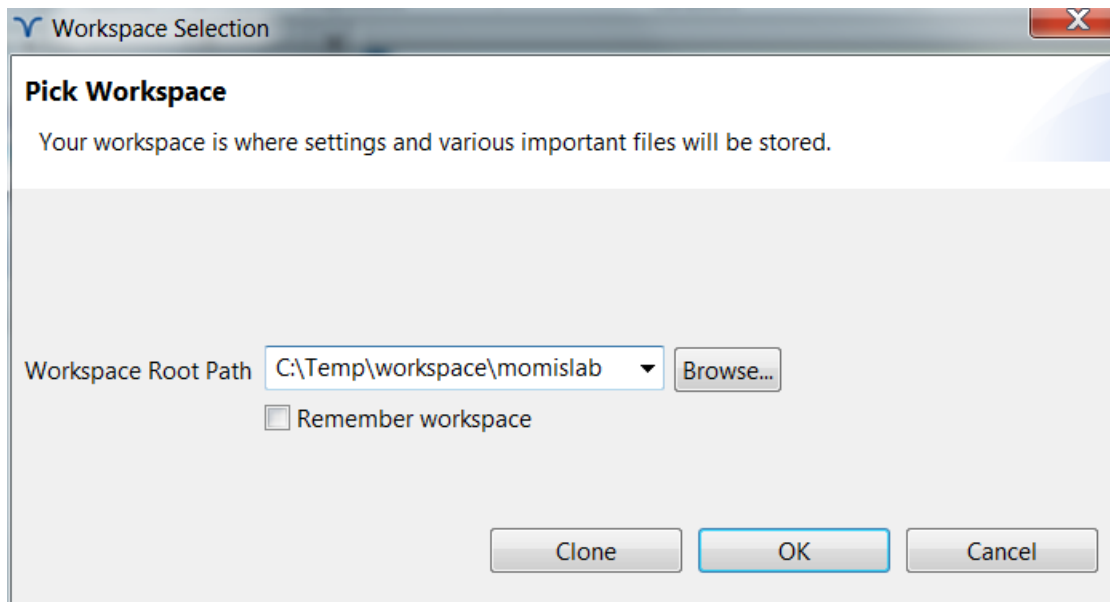 Workspace Selection
Pick Workspace
Your workspace is where settings and various important files will be stored.
Workspace Root Path C:\Temp\workspace\momislab Browse...
Remember workspace
Clone OK Cancel